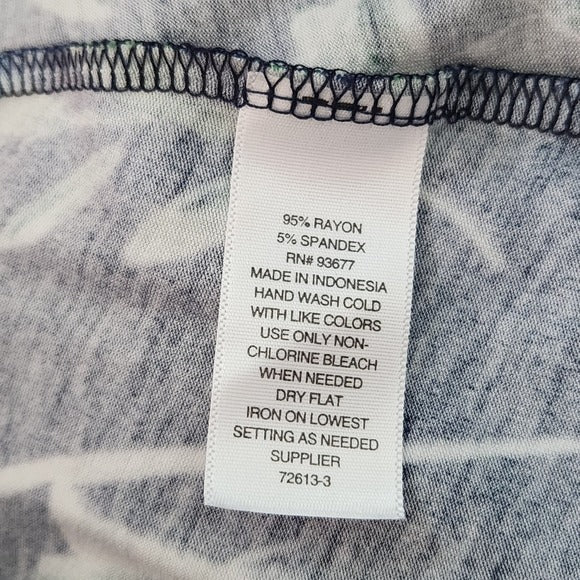 95% RAYON
5% SPANDEX
RN# 93677
MADE IN INDONESIA
HAND WASH COLD
WITH LIKE COLORS
USE ONLY NON-
CHLORINE BLEACH
WHEN NEEDED
DRY FLAT
IRON ON LOWEST
SETTING AS NEEDED
SUPPLIER
72613-3